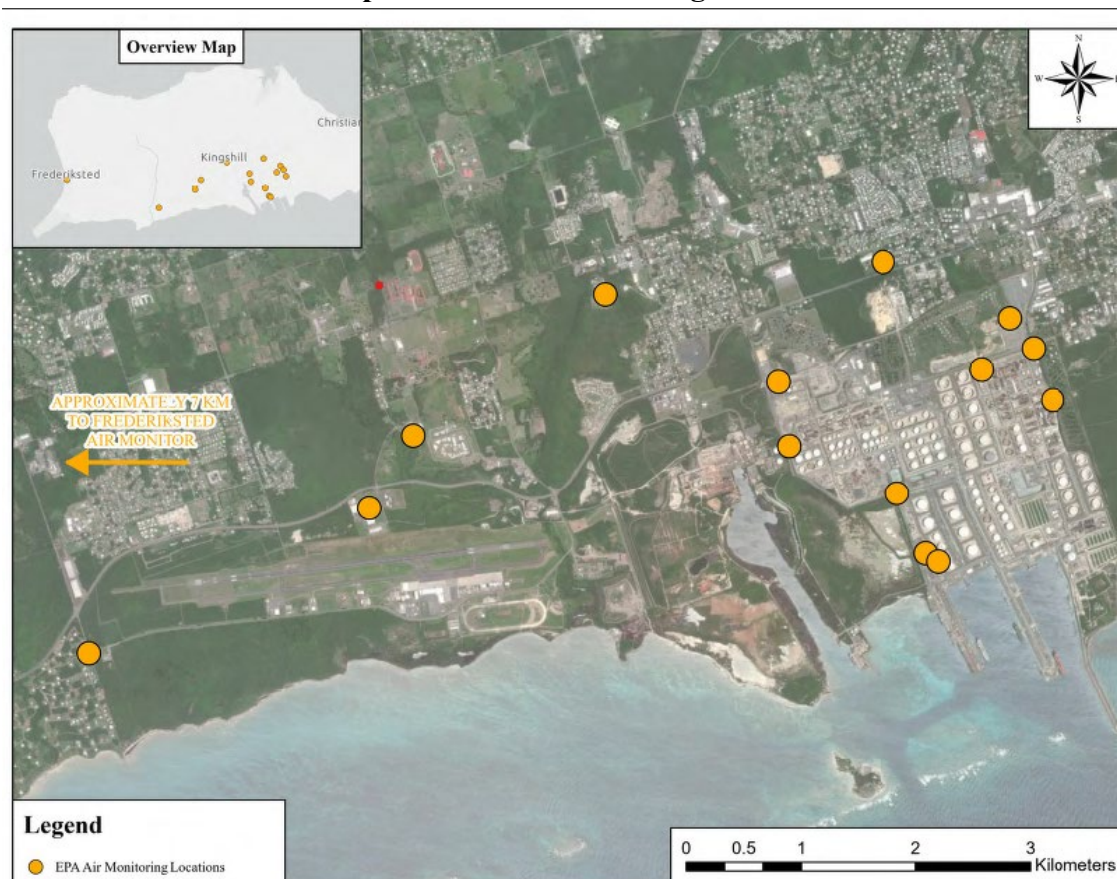 Overview Map
Christian
Kingshill
Frederiksted
N
W
S
APPROXIMATELY 7 KM
TO FREDERIKSTED
AIR MONITOR
Legend
EPA Air Monitoring Locations
0 0.5 1 2 3
Kilometers